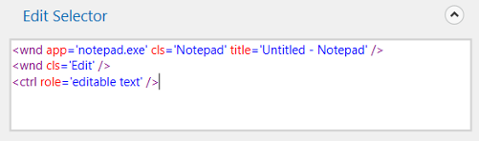 Edit Selector
<wnd app='notepad.exe' cls='Notepad' title='Untitled - Notepad' />
<wnd cls='Edit' />
<ctrl role='editable text' />